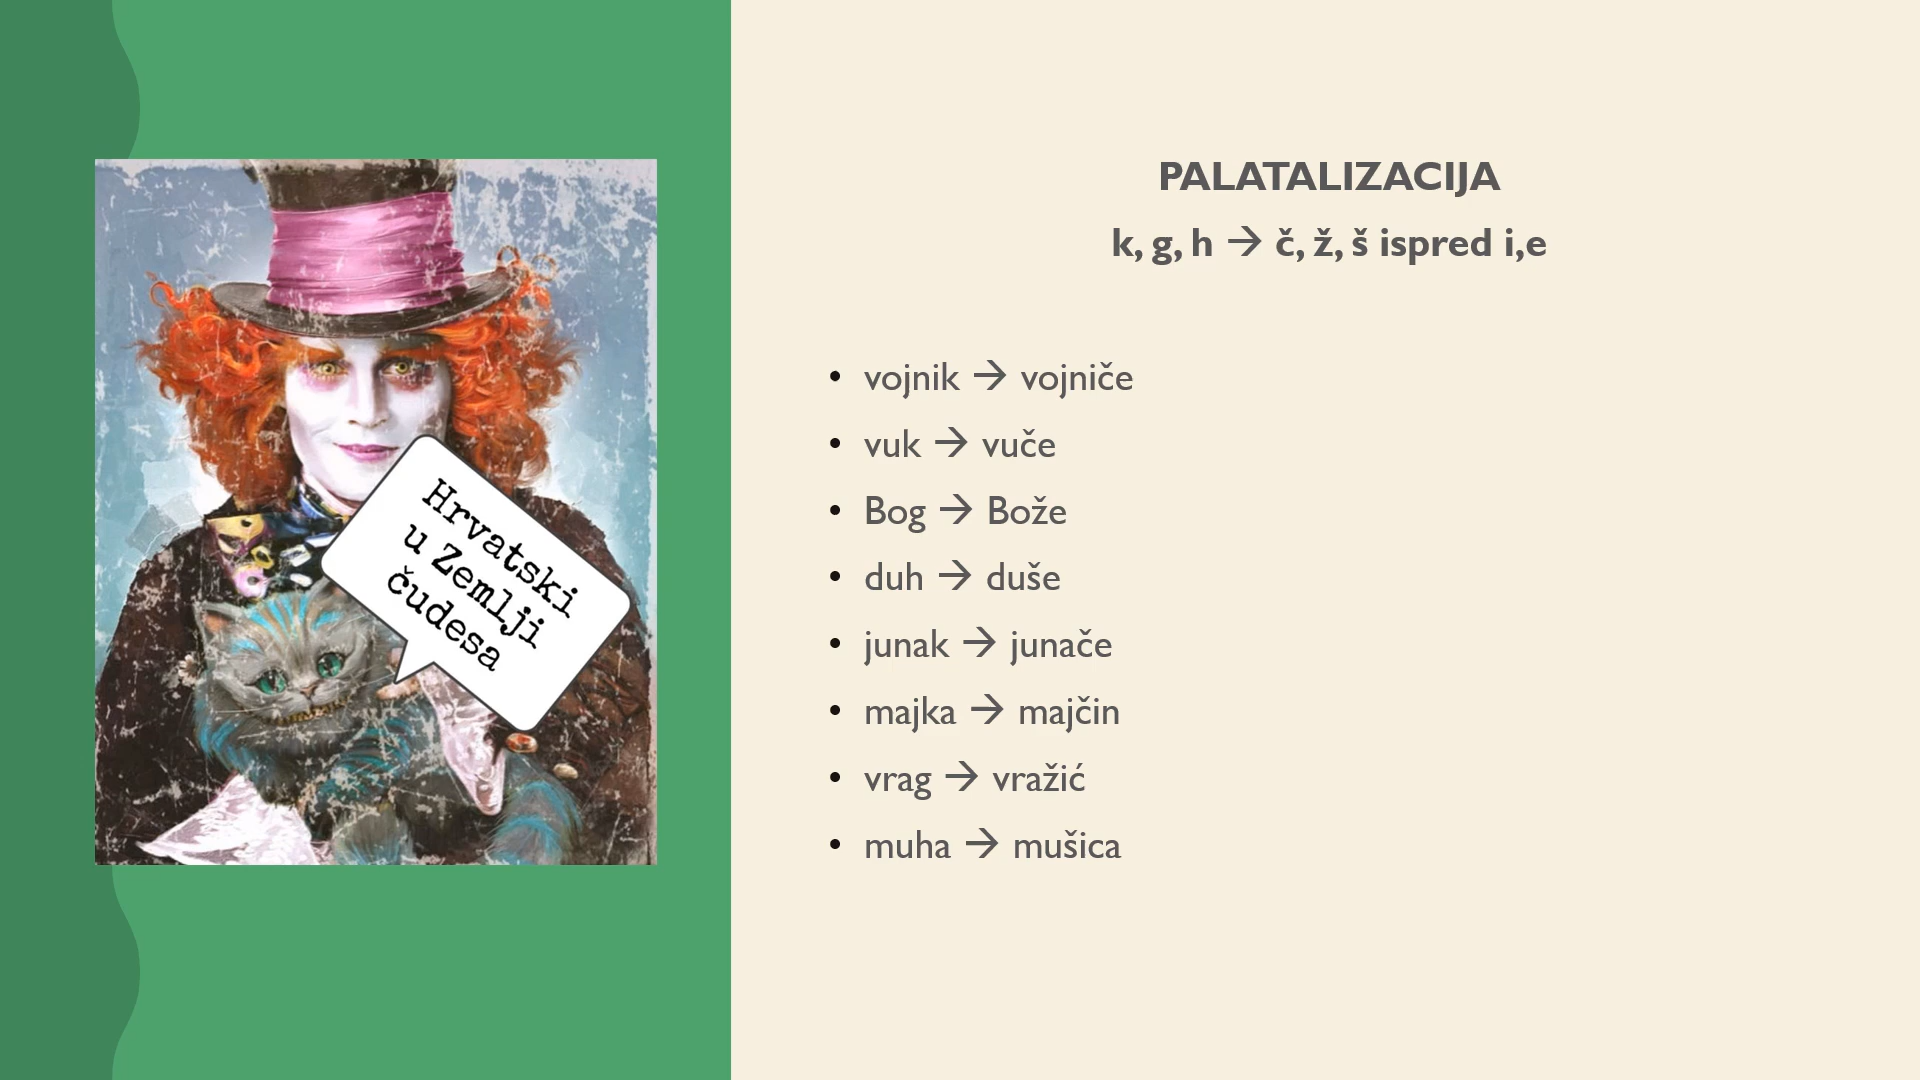 Hrvatski
u Zemlji
čudesa
PALATALIZACIJA
k, g, h → č, ž, š ispred i,e
• vojnik → vojniče
• vuk → vuče
• Bog → Bože
• duh → duše
• junak → junače
• majka → majčin
• vrag → vražić
• muha → mušica